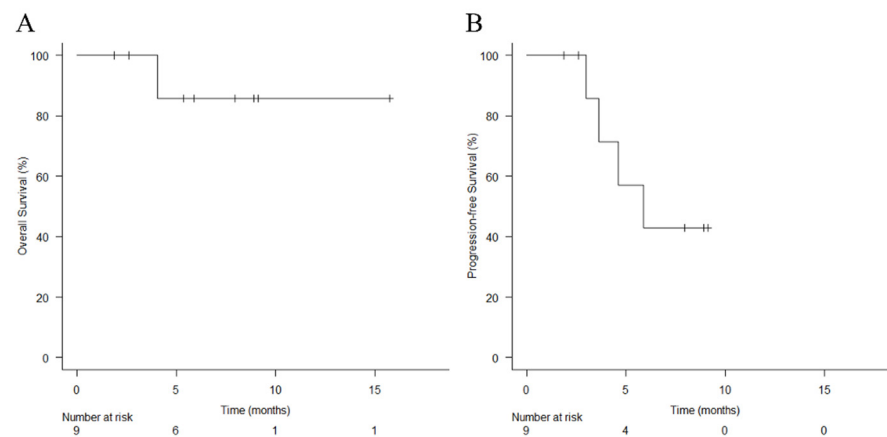 A
100
80
60
40
20
0
Overall Survival (%)
0 5 10 15
Time (months)
Number at risk
9 6 1 1
B
100
80
60
40
20
0
Progression-free Survival (%)
0 5 10 15
Time (months)
Number at risk
9 4 0 0